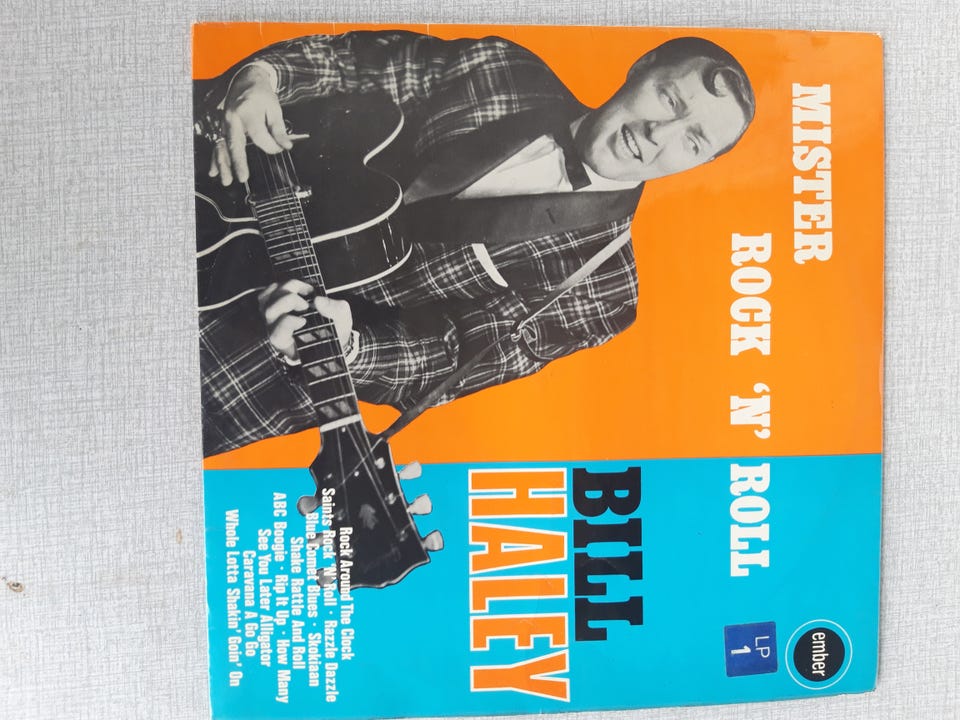 MISTER
ROCK 'N' ROLL
BILL
HALEY
ember
LP
1
Rock Around The Clock
Saints Rock 'N' Roll · Razzle Dazzle
Blue Comet Blues · Skokiaan
Shake Rattle And Roll
ABC Boogie · Rip It Up · How Many
See You Later Alligator
Caravana A Go Go
Whole Lotta Shakin' Goin' On